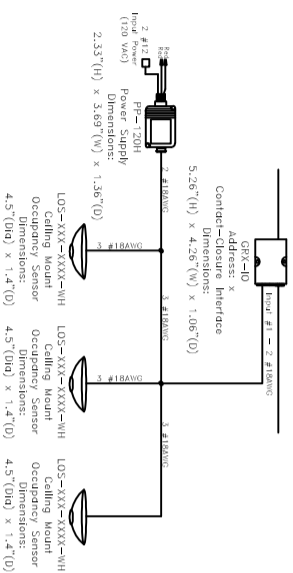 GRX-IO
Address: x
Contact-Closure Interface
Dimensions:
5.26"(H) x 4.26"(W) x 1.06"(D)
Input #1 - 2 #18AWG
Input Power
(120 VAC)
2 #12
Red
Red
PP-120H
Power Supply
Dimensions:
2.33"(H) x 3.69"(W) x 1.36"(D)
2 #18AWG
3 #18AWG
3 #18AWG
3 #18AWG
3 #18AWG
LOS-XXX-XXXX-WH
Ceiling Mount
Occupancy Sensor
Dimensions:
4.5"(Dia) x 1.4"(D)
LOS-XXX-XXXX-WH
Ceiling Mount
Occupancy Sensor
Dimensions:
4.5"(Dia) x 1.4"(D)
LOS-XXX-XXXX-WH
Ceiling Mount
Occupancy Sensor
Dimensions:
4.5"(Dia) x 1.4"(D)